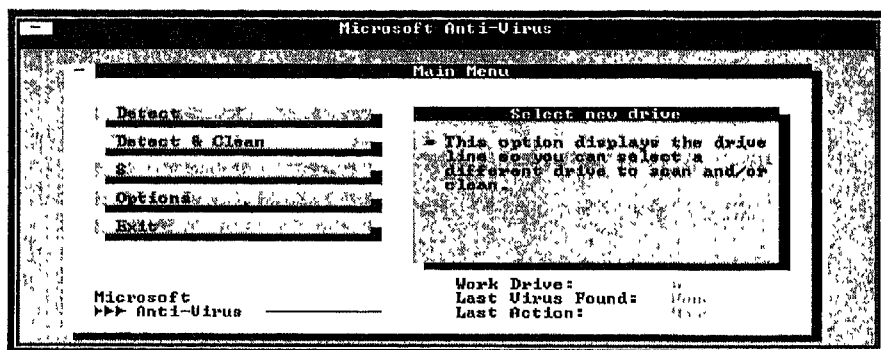 Microsoft Anti-Virus
Main Menu
Detect
Detect & Clean
S
Options
Exit
Select new drive
- This option displays the drive
line so you can select a
different drive to scan and/or
clean.
Microsoft
►►► Anti-Virus
Work Drive:
Last Virus Found:
Last Action: